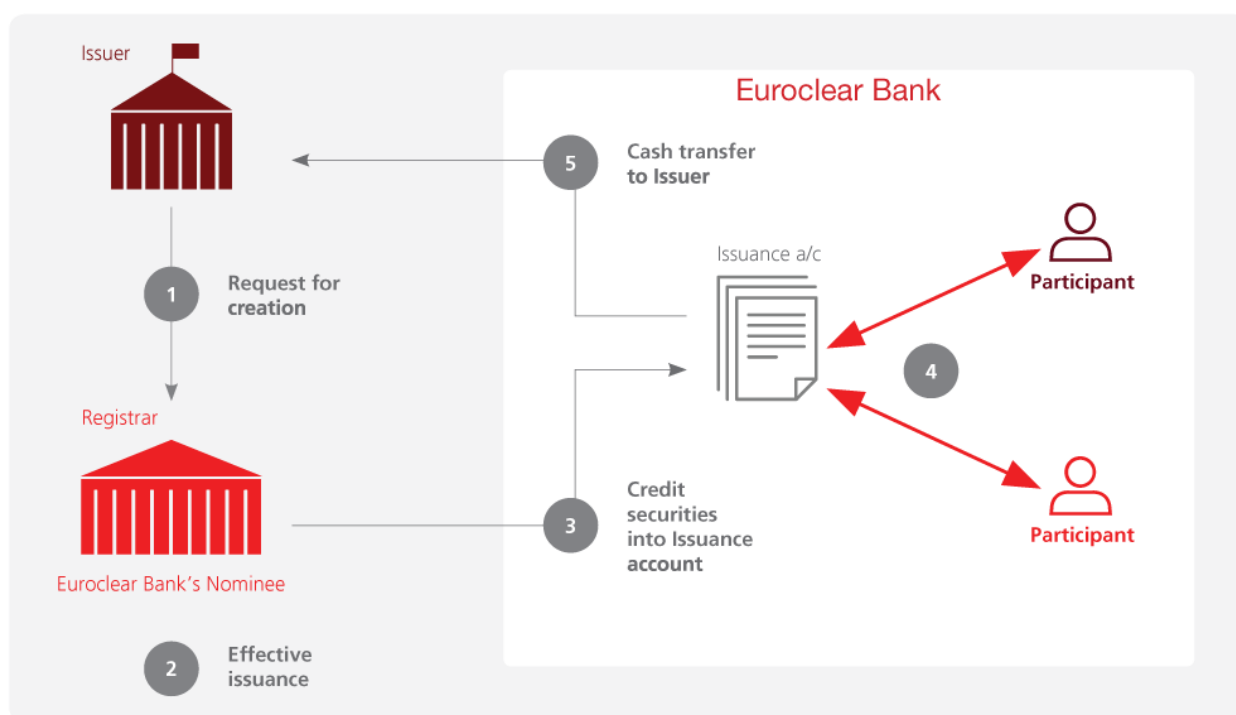 Issuer
Euroclear Bank
5
Cash transfer
to Issuer
Issuance a/c
Participant
1
Request for
creation
4
Registrar
Credit
securities
into Issuance
account
3
Participant
Euroclear Bank’s Nominee
2
Effective
issuance